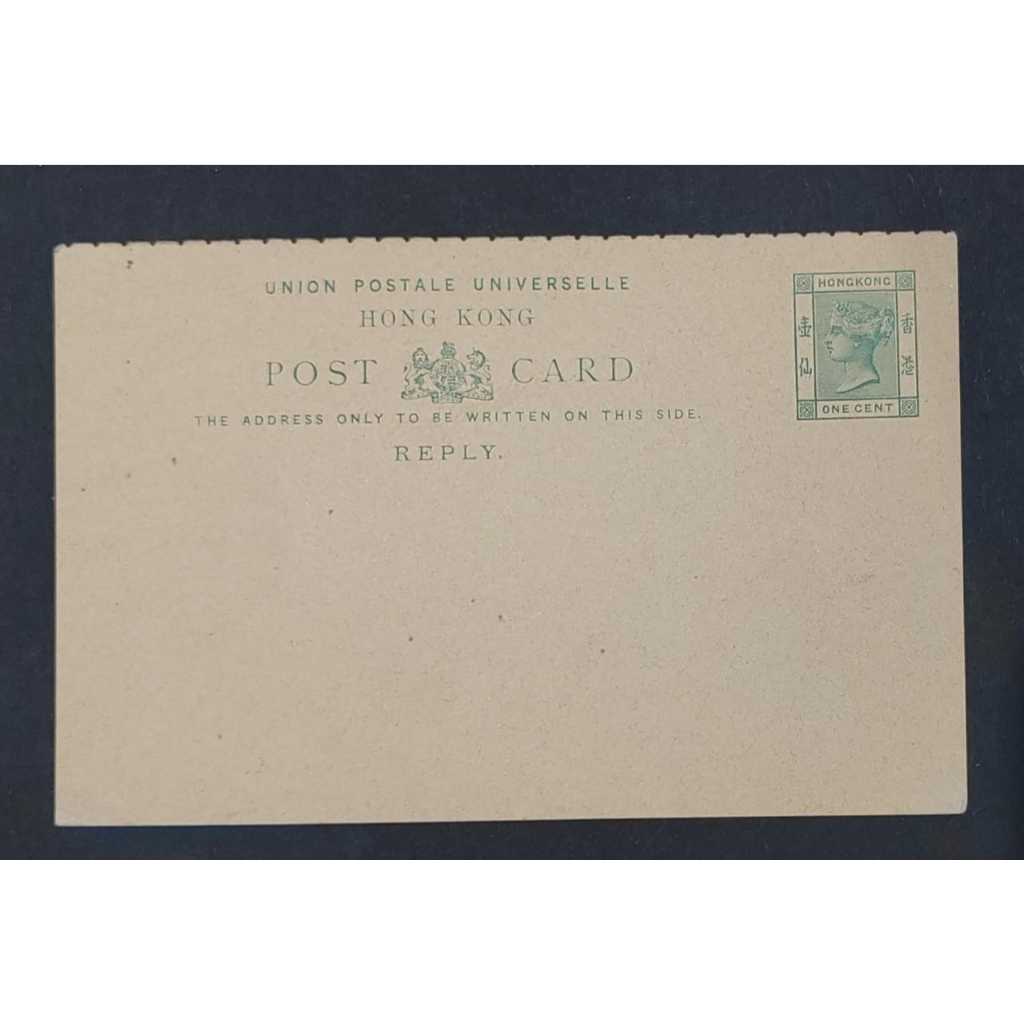 UNION POSTALE UNIVERSELLE
HONG KONG
POST CARD
THE ADDRESS ONLY TO BE WRITTEN ON THIS SIDE.
REPLY.
HONGKONG
壹仙
香港
ONE CENT